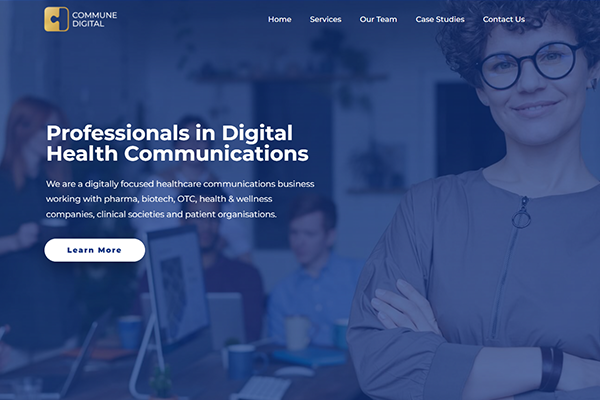 COMMUNE
DIGITAL
Home Services Our Team Case Studies Contact Us
Professionals in Digital
Health Communications
We are a digitally focused healthcare communications business
working with pharma, biotech, OTC, health & wellness
companies, clinical societies and patient organisations.
Learn More